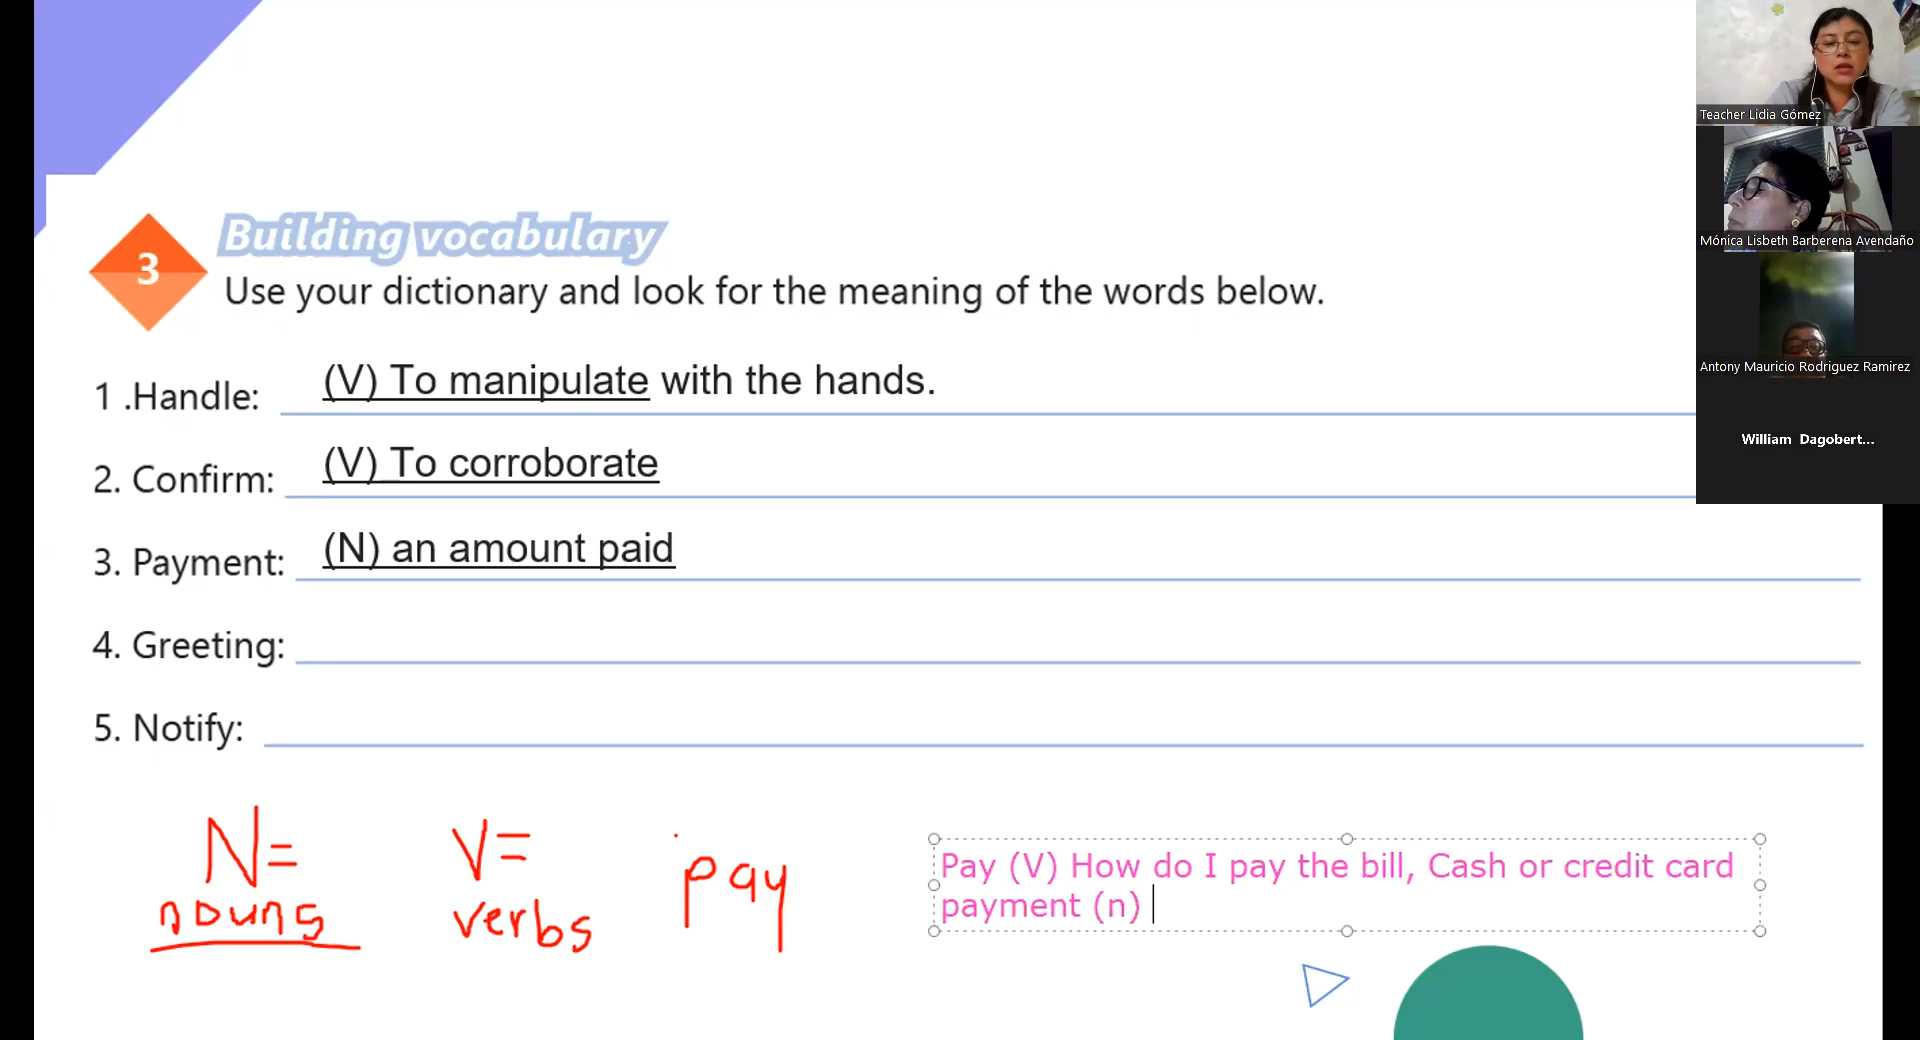 3
Building vocabulary
Use your dictionary and look for the meaning of the words below.
1 .Handle: (V) To manipulate with the hands.
2. Confirm: (V) To corroborate
3. Payment: (N) an amount paid
4. Greeting:
5. Notify:
N=
nouns
V=
verbs
pay
Pay (V) How do I pay the bill, Cash or credit card
payment (n)
Teacher Lidia Gómez
Mónica Lisbeth Barberena Avendaño
Antony Mauricio Rodriguez Ramirez
William Dagobert...